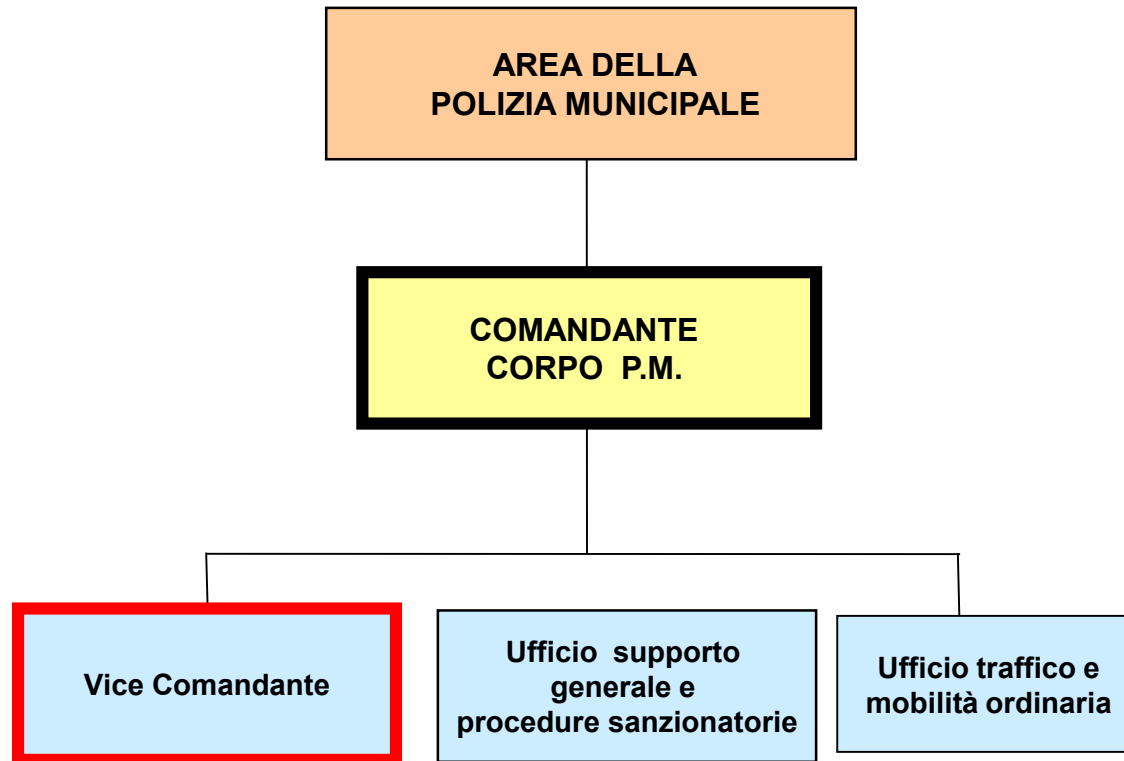 AREA DELLA
POLIZIA MUNICIPALE
COMANDANTE
CORPO P.M.
Vice Comandante
Ufficio supporto
generale e
procedure sanzionatorie
Ufficio traffico e
mobilità ordinaria